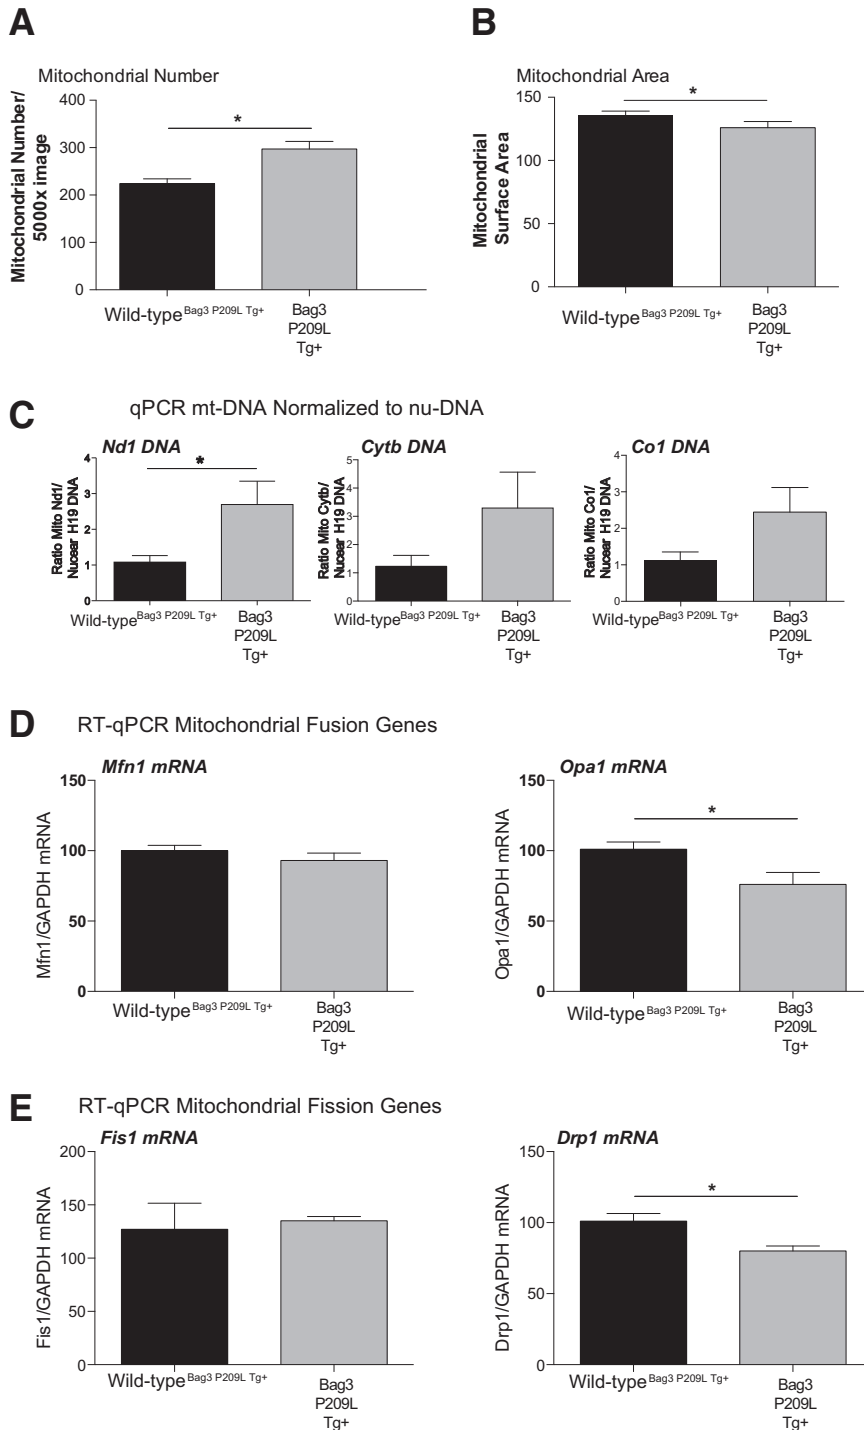 A
Mitochondrial Number
Mitochondrial Number/
5000x image
400
300
200
100
0
*
Wild-type Bag3 P209L Tg+
Bag3
P209L
Tg+
B
Mitochondrial Area
Mitochondrial
Surface Area
150
100
50
0
*
Wild-type Bag3 P209L Tg+
Bag3
P209L
Tg+
C
qPCR mt-DNA Normalized to nu-DNA
Nd1 DNA
Ratio Mito Nd1/
Nucear H19 DNA
4
3
2
1
0
*
Wild-type Bag3 P209L Tg+
Bag3
P209L
Tg+
Cytb DNA
Ratio Mito Cytb/
Nucear H19 DNA
5
4
3
2
1
0
Wild-type Bag3 P209L Tg+
Bag3
P209L
Tg+
Co1 DNA
Ratio Mito Co1/
Nucear H19 DNA
4
3
2
1
0
Wild-type Bag3 P209L Tg+
Bag3
P209L
Tg+
D
RT-qPCR Mitochondrial Fusion Genes
Mfn1 mRNA
Mfn1/GAPDH mRNA
150
100
50
0
Wild-type Bag3 P209L Tg+
Bag3
P209L
Tg+
Opa1 mRNA
Opa1/GAPDH mRNA
150
100
50
0
*
Wild-type Bag3 P209L Tg+
Bag3
P209L
Tg+
E
RT-qPCR Mitochondrial Fission Genes
Fis1 mRNA
Fis1/GAPDH mRNA
200
150
100
50
0
Wild-type Bag3 P209L Tg+
Bag3
P209L
Tg+
Drp1 mRNA
Drp1/GAPDH mRNA
150
100
50
0
*
Wild-type Bag3 P209L Tg+
Bag3
P209L
Tg+